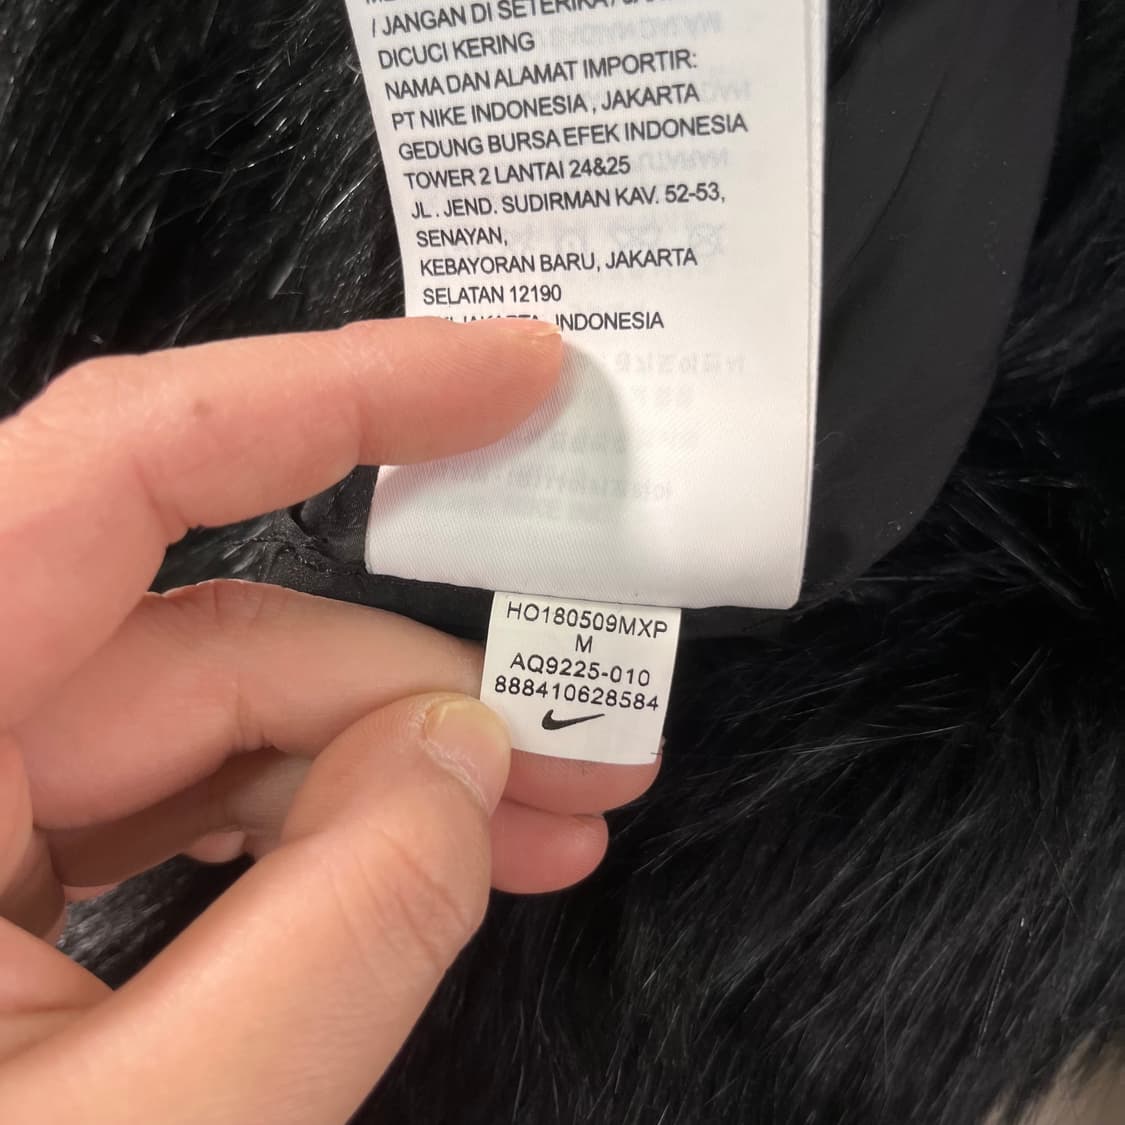 / JANGAN DI SETERIKA /
DICUCI KERING
NAMA DAN ALAMAT IMPORTIR:
PT NIKE INDONESIA , JAKARTA
GEDUNG BURSA EFEK INDONESIA
TOWER 2 LANTAI 24&25
JL . JEND. SUDIRMAN KAV. 52-53,
SENAYAN,
KEBAYORAN BARU, JAKARTA
SELATAN 12190
INDONESIA
HO180509MXP
M
AQ9225-010
888410628584